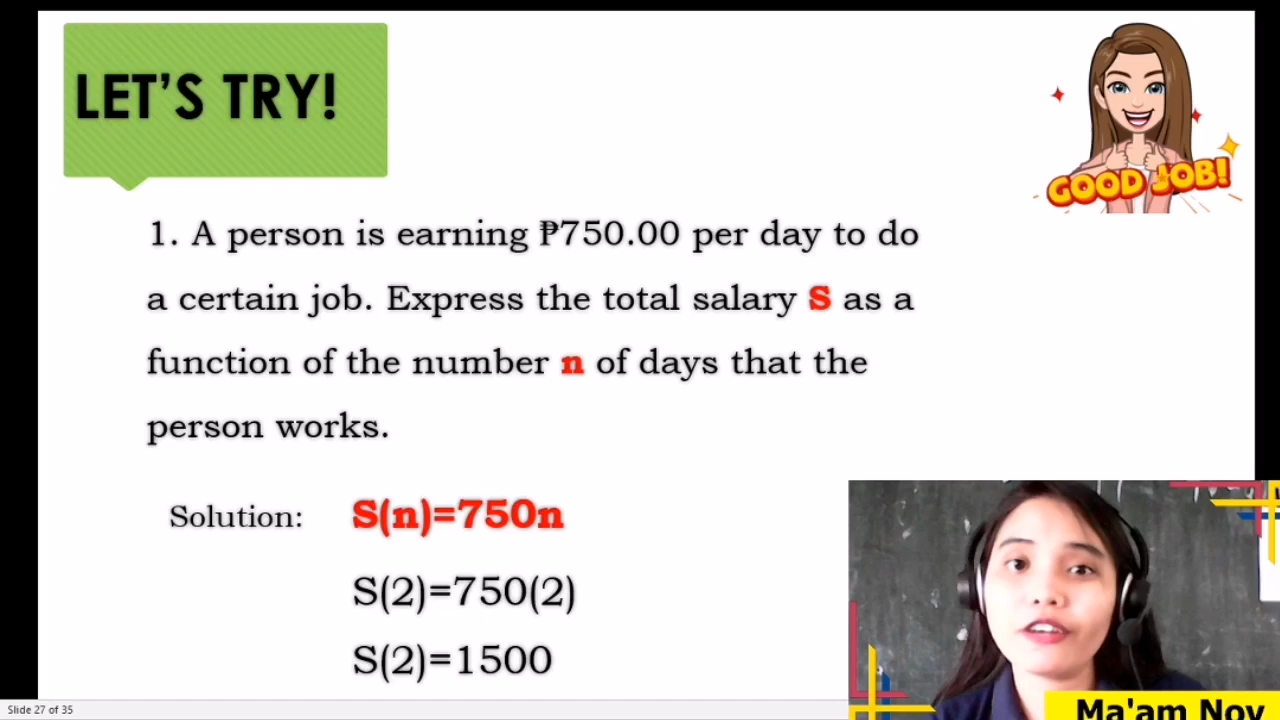 LET'S TRY!
GOOD JOB!
1. A person is earning ₱750.00 per day to do
a certain job. Express the total salary S as a
function of the number n of days that the
person works.
Solution: S(n)=750n
S(2)=750(2)
S(2)=1500
Slide 27 of 35
Ma'am Noy